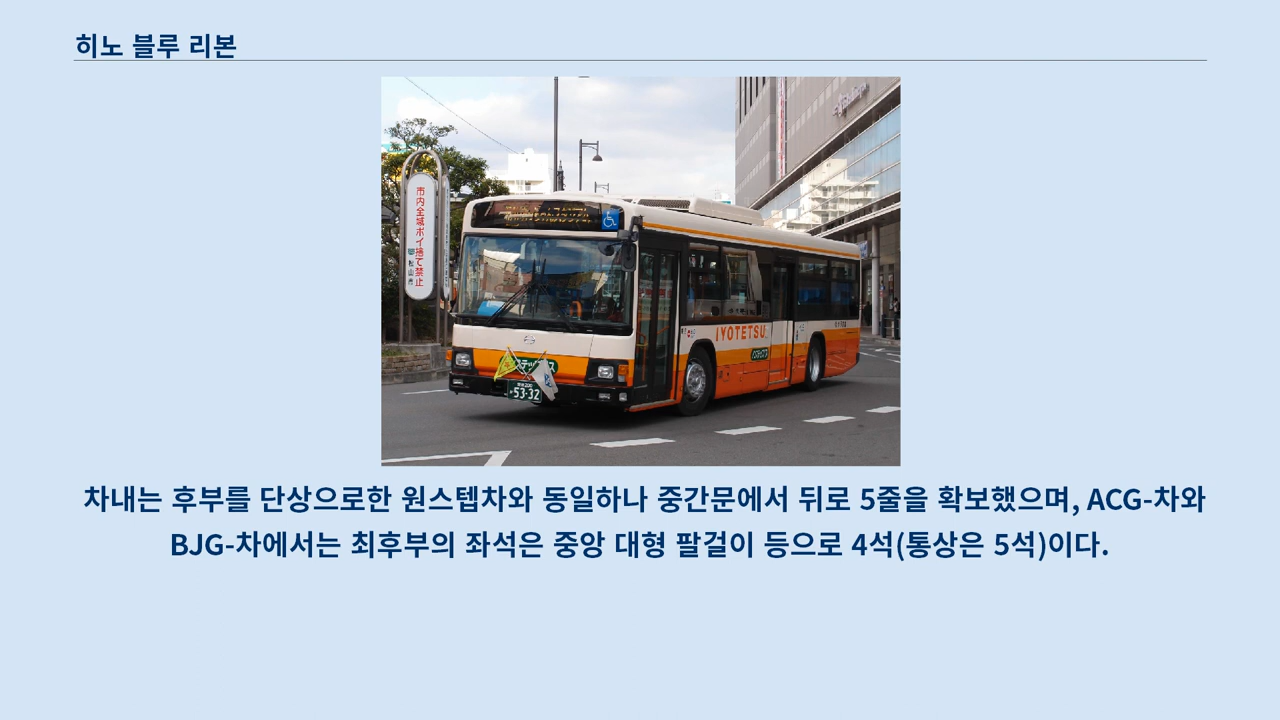 히노 블루 리본
市内全域ポイ捨て禁止
松山市
IYOTETSU
53-32
차내는 후부를 단상으로한 원스텝차와 동일하나 중간문에서 뒤로 5줄을 확보했으며, ACG-차와
BJG-차에서는 최후부의 좌석은 중앙 대형 팔걸이 등으로 4석(통상은 5석)이다.